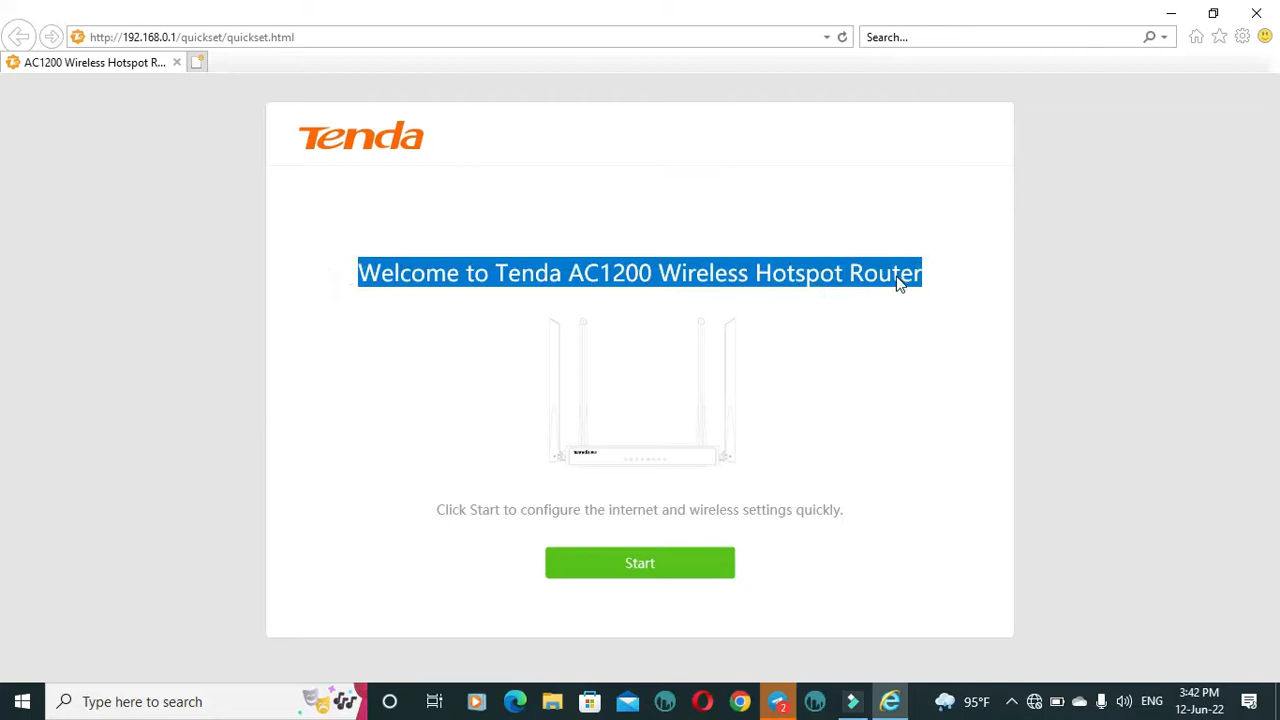 http://192.168.0.1/quickset/quickset.html
Search...
AC1200 Wireless Hotspot R...
Tenda
Welcome to Tenda AC1200 Wireless Hotspot Router
Tenda
Click Start to configure the internet and wireless settings quickly.
Start
Type here to search
2
95°F
ENG
3:42 PM
12-Jun-22